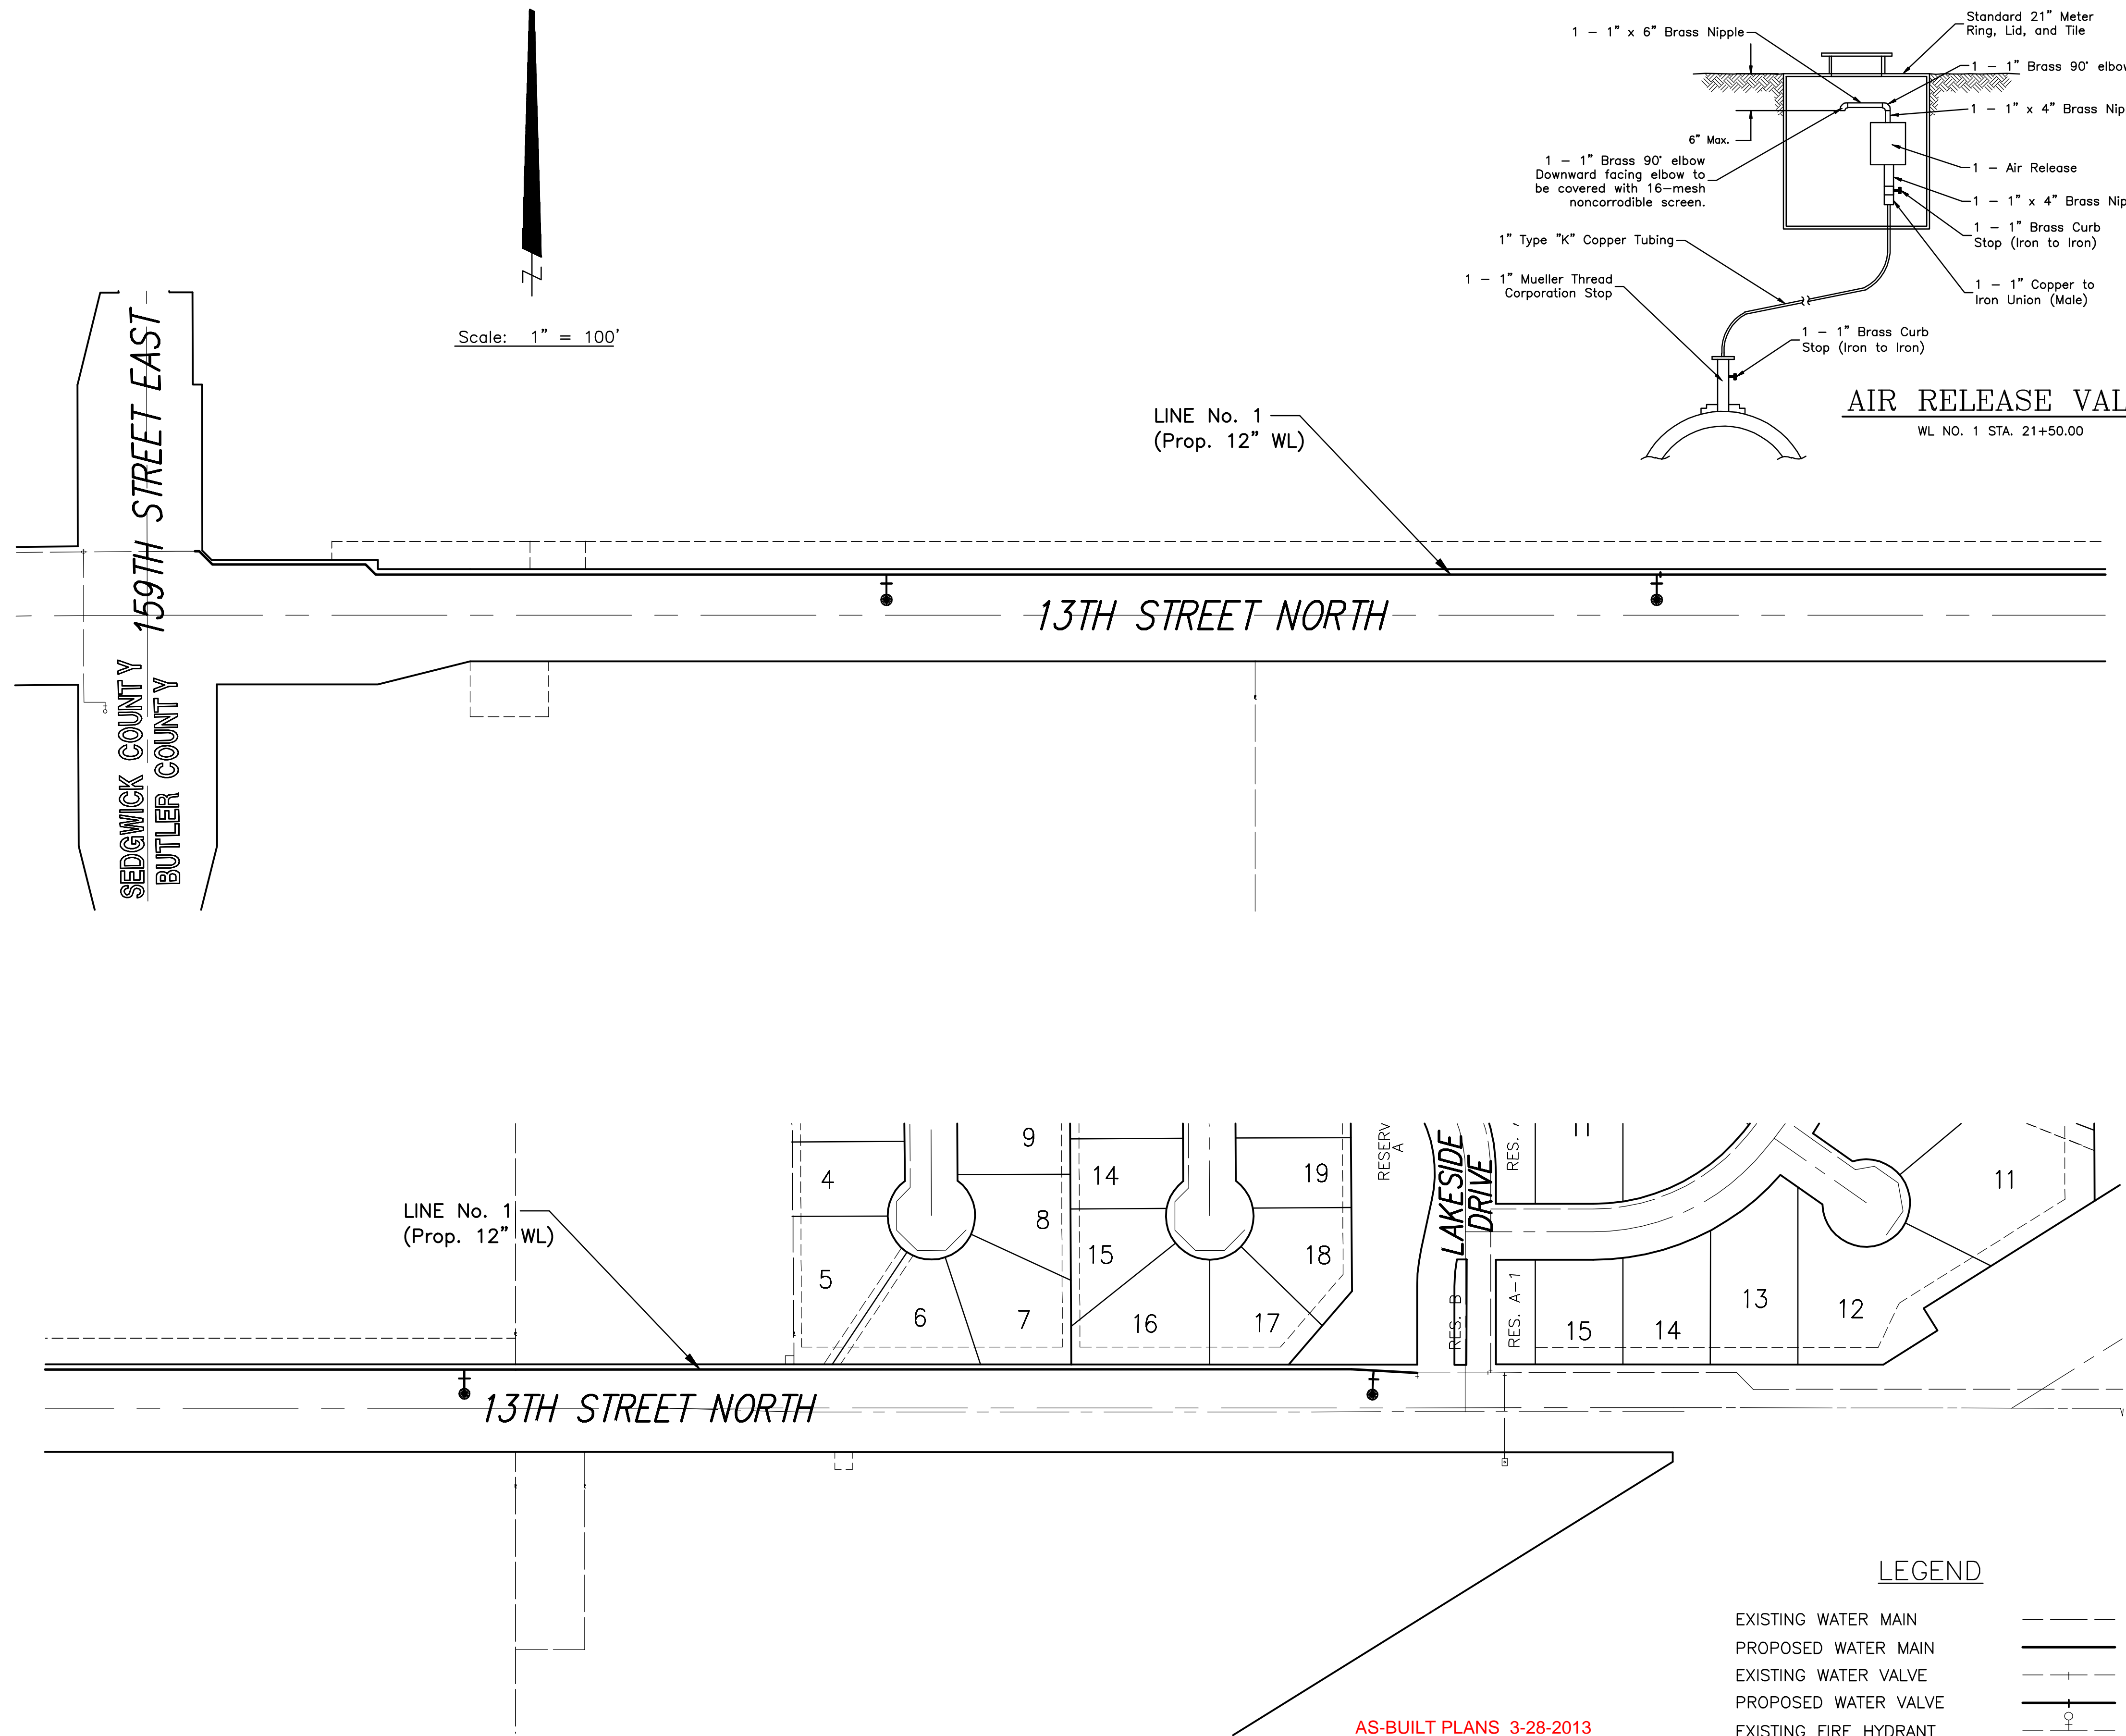 1 – 1" x 6" Brass Nipple
Standard 21" Meter
Ring, Lid, and Tile
1 – 1" Brass 90° elbow
1 – 1" x 4" Brass Nip
6" Max.
1 – 1" Brass 90° elbow
Downward facing elbow to
be covered with 16–mesh
noncorrodible screen.
1 – Air Release
1 – 1" x 4" Brass Nip
1 – 1" Brass Curb
Stop (Iron to Iron)
1" Type "K" Copper Tubing
1 – 1" Mueller Thread
Corporation Stop
1 – 1" Copper to
Iron Union (Male)
1 – 1" Brass Curb
Stop (Iron to Iron)
AIR RELEASE VAL
WL NO. 1 STA. 21+50.00
Z
Scale: 1" = 100'
159TH STREET EAST
SEDGWICK COUNTY
BUTLER COUNTY
LINE No. 1
(Prop. 12" WL)
13TH STREET NORTH
LINE No. 1
(Prop. 12" WL)
4
5
6
7
8
9
14
15
16
17
18
19
RESERV
A
LAKESIDE
DRIVE
RES. B
RES.
RES. A-1
11
15
14
13
12
11
13TH STREET NORTH
LEGEND
EXISTING WATER MAIN
PROPOSED WATER MAIN
EXISTING WATER VALVE
PROPOSED WATER VALVE
EXISTING FIRE HYDRANT
AS-BUILT PLANS 3-28-2013